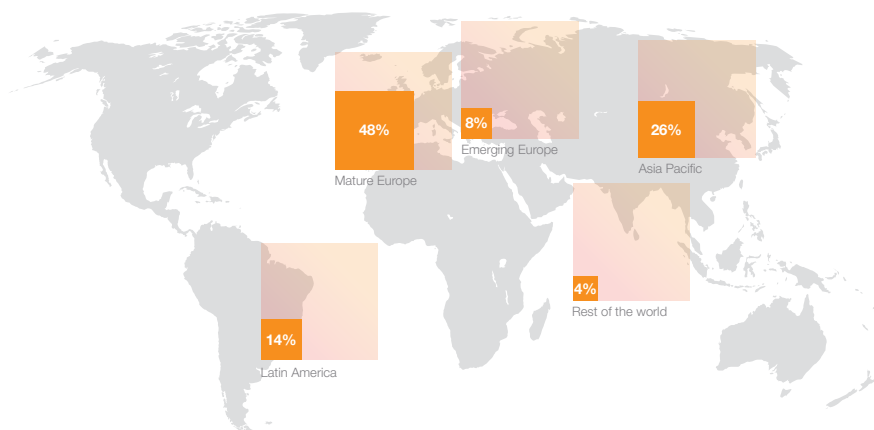 48%
Mature Europe
8%
Emerging Europe
26%
Asia Pacific
4%
Rest of the world
14%
Latin America